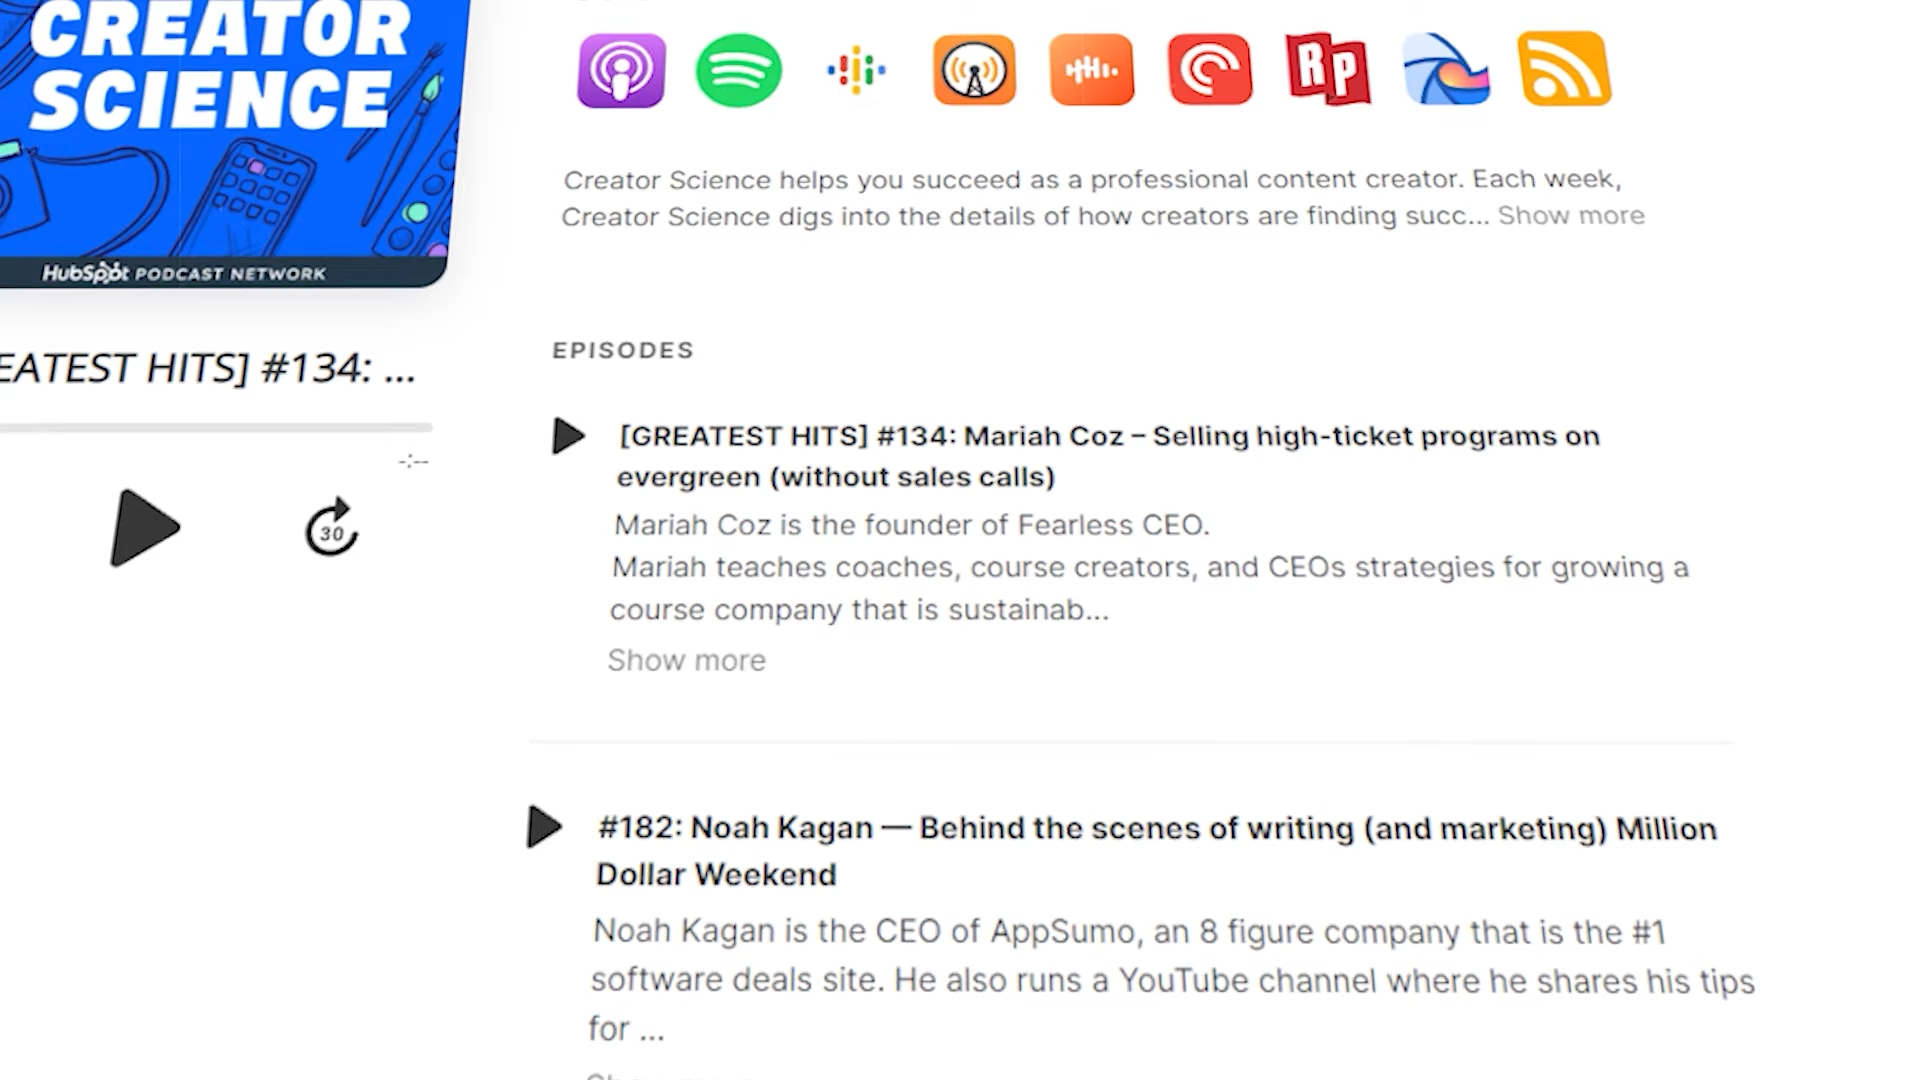 CREATOR
SCIENCE
HubSpot PODCAST NETWORK
EATEST HITS] #134: ...
-:--
30
RP
Creator Science helps you succeed as a professional content creator. Each week,
Creator Science digs into the details of how creators are finding succ... Show more
EPISODES
[GREATEST HITS] #134: Mariah Coz – Selling high-ticket programs on
evergreen (without sales calls)
Mariah Coz is the founder of Fearless CEO.
Mariah teaches coaches, course creators, and CEOs strategies for growing a
course company that is sustainab...
Show more
#182: Noah Kagan — Behind the scenes of writing (and marketing) Million
Dollar Weekend
Noah Kagan is the CEO of AppSumo, an 8 figure company that is the #1
software deals site. He also runs a YouTube channel where he shares his tips
for ...